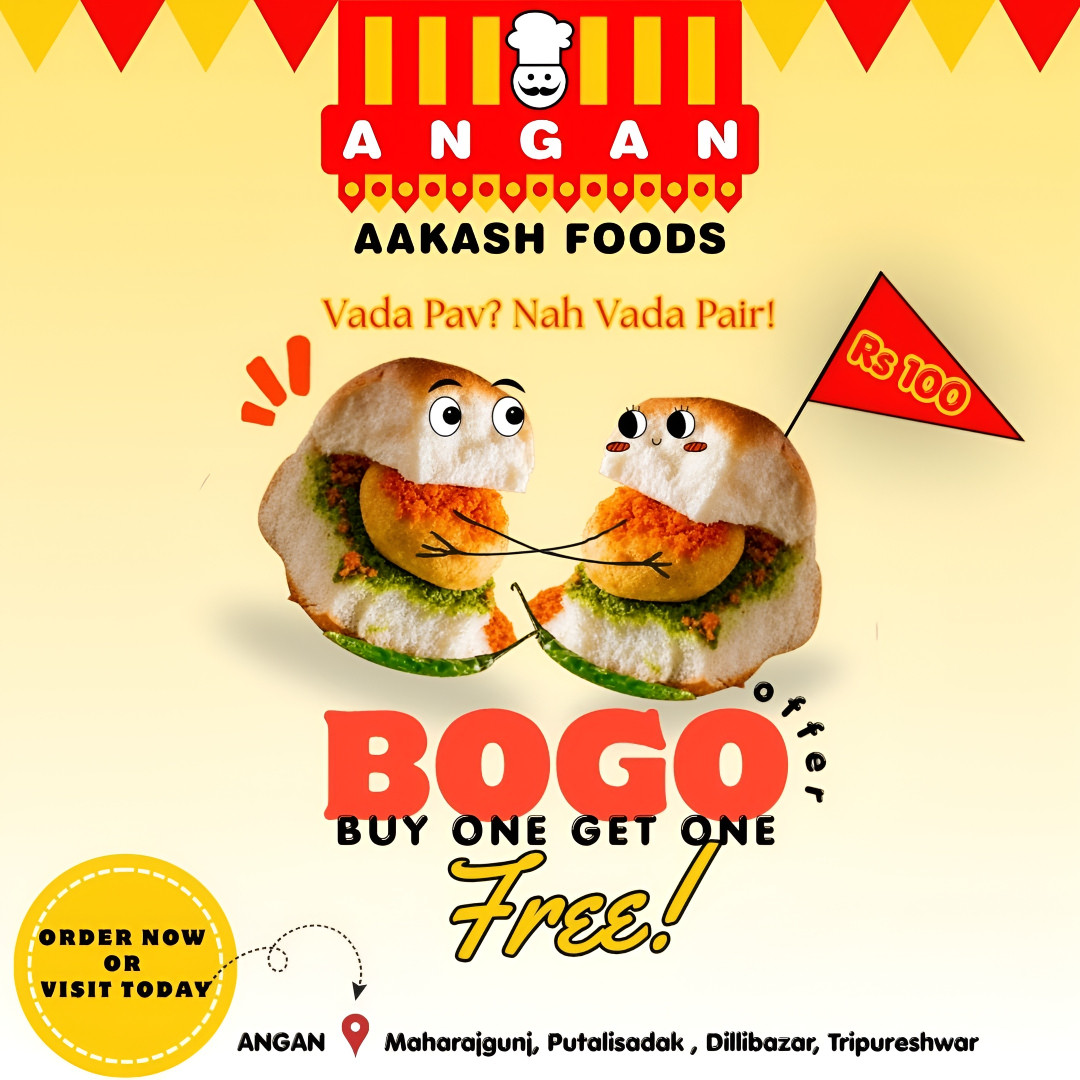 ANGAN
AAKASH FOODS
Vada Pav? Nah Vada Pair!
Rs 100
BOGO
offer
BUY ONE GET ONE
Free!
ORDER NOW
OR
VISIT TODAY
ANGAN Maharajgunj, Putalisadak , Dillibazar, Tripureshwar